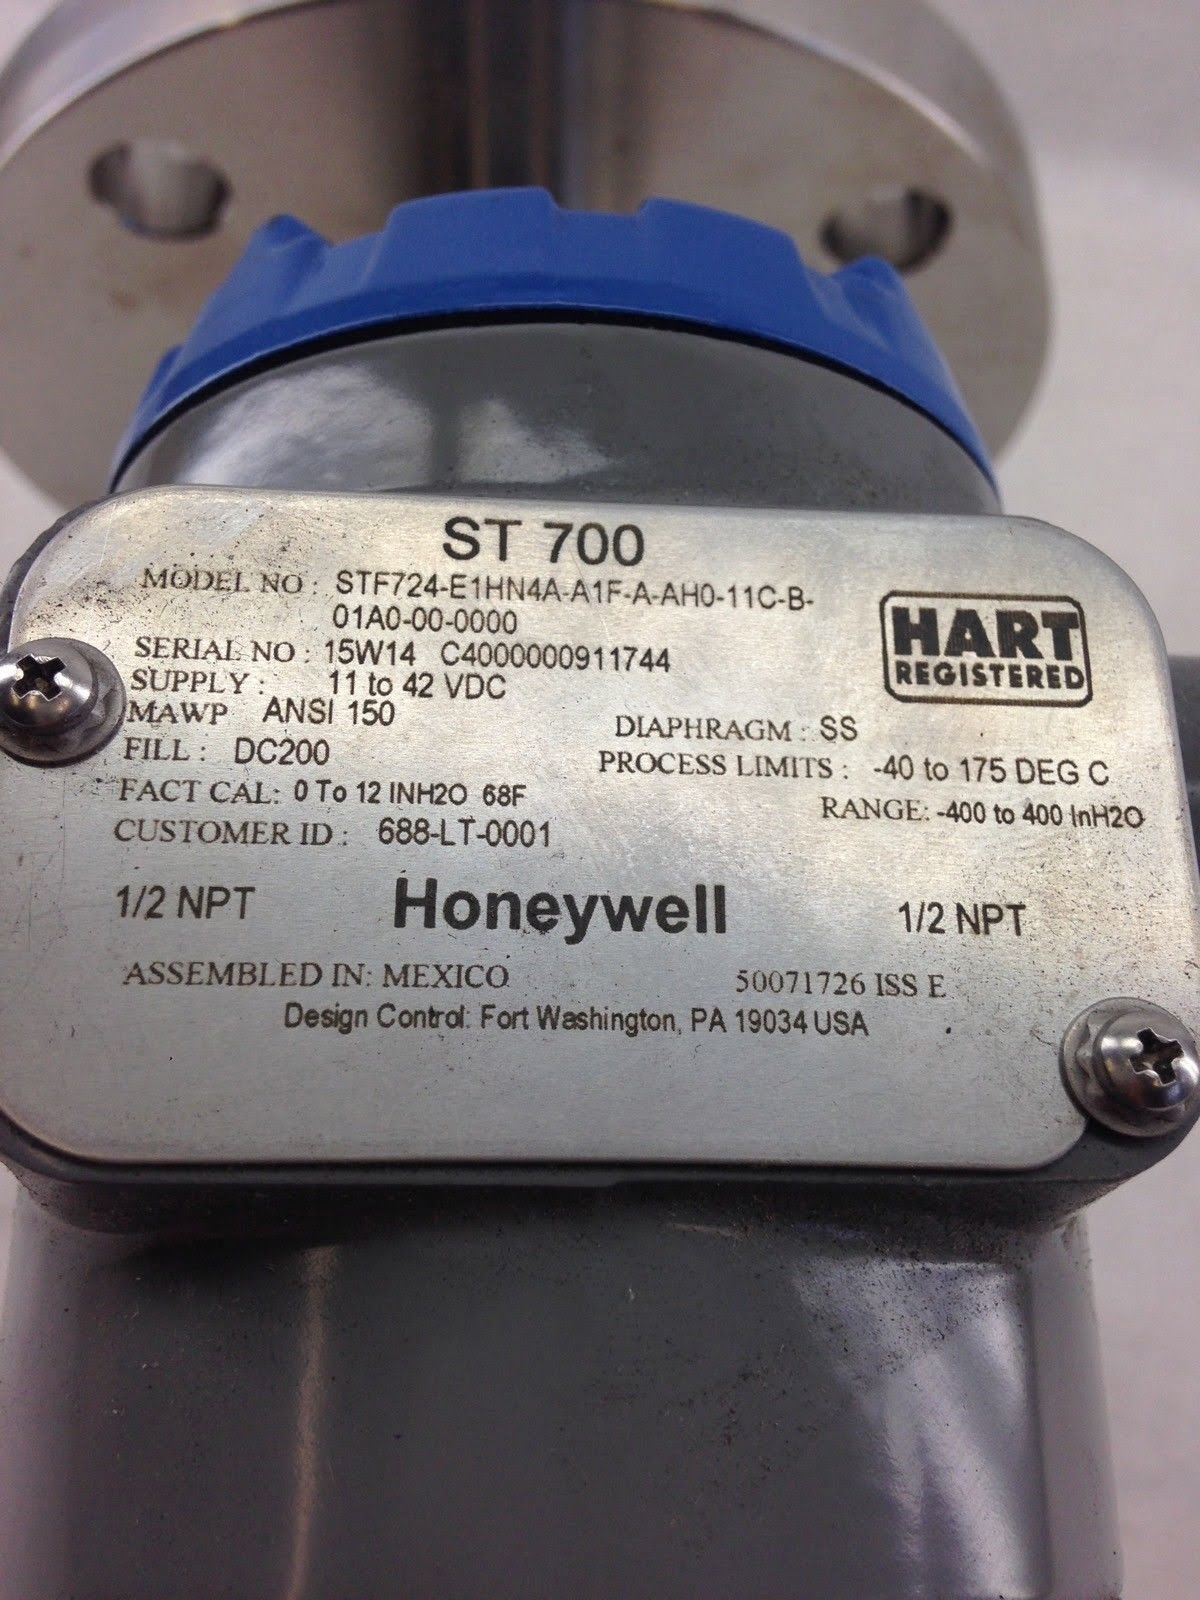 ST 700
MODEL NO : STF724-E1HN4A-A1F-A-AH0-11C-B-
01A0-00-0000
HART
REGISTERED
SERIAL NO : 15W14 C4000000911744
SUPPLY : 11 to 42 VDC
MAWP ANSI 150
DIAPHRAGM : SS
FILL : DC200
PROCESS LIMITS : -40 to 175 DEG C
FACT CAL: 0 To 12 INH2O 68F
RANGE: -400 to 400 InH2O
CUSTOMER ID : 688-LT-0001
1/2 NPT Honeywell 1/2 NPT
ASSEMBLED IN: MEXICO 50071726 ISS E
Design Control: Fort Washington, PA 19034 USA